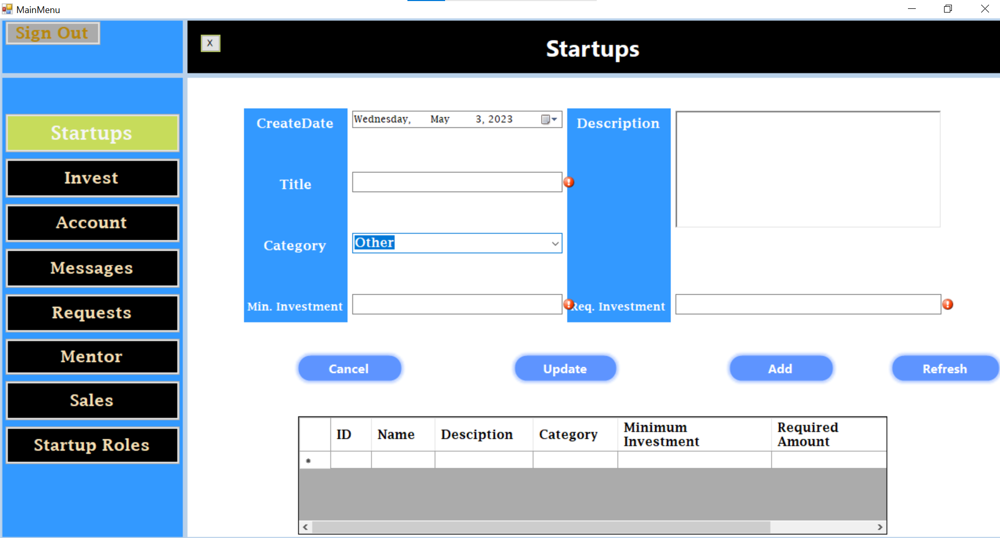 MainMenu
Sign Out
X
Startups
Startups
Invest
Account
Messages
Requests
Mentor
Sales
Startup Roles
CreateDate
Wednesday, May 3, 2023
Description
Title
Category
Other
Min. Investment
Req. Investment
Cancel
Update
Add
Refresh
ID
Name
Desciption
Category
Minimum
Investment
Required
Amount